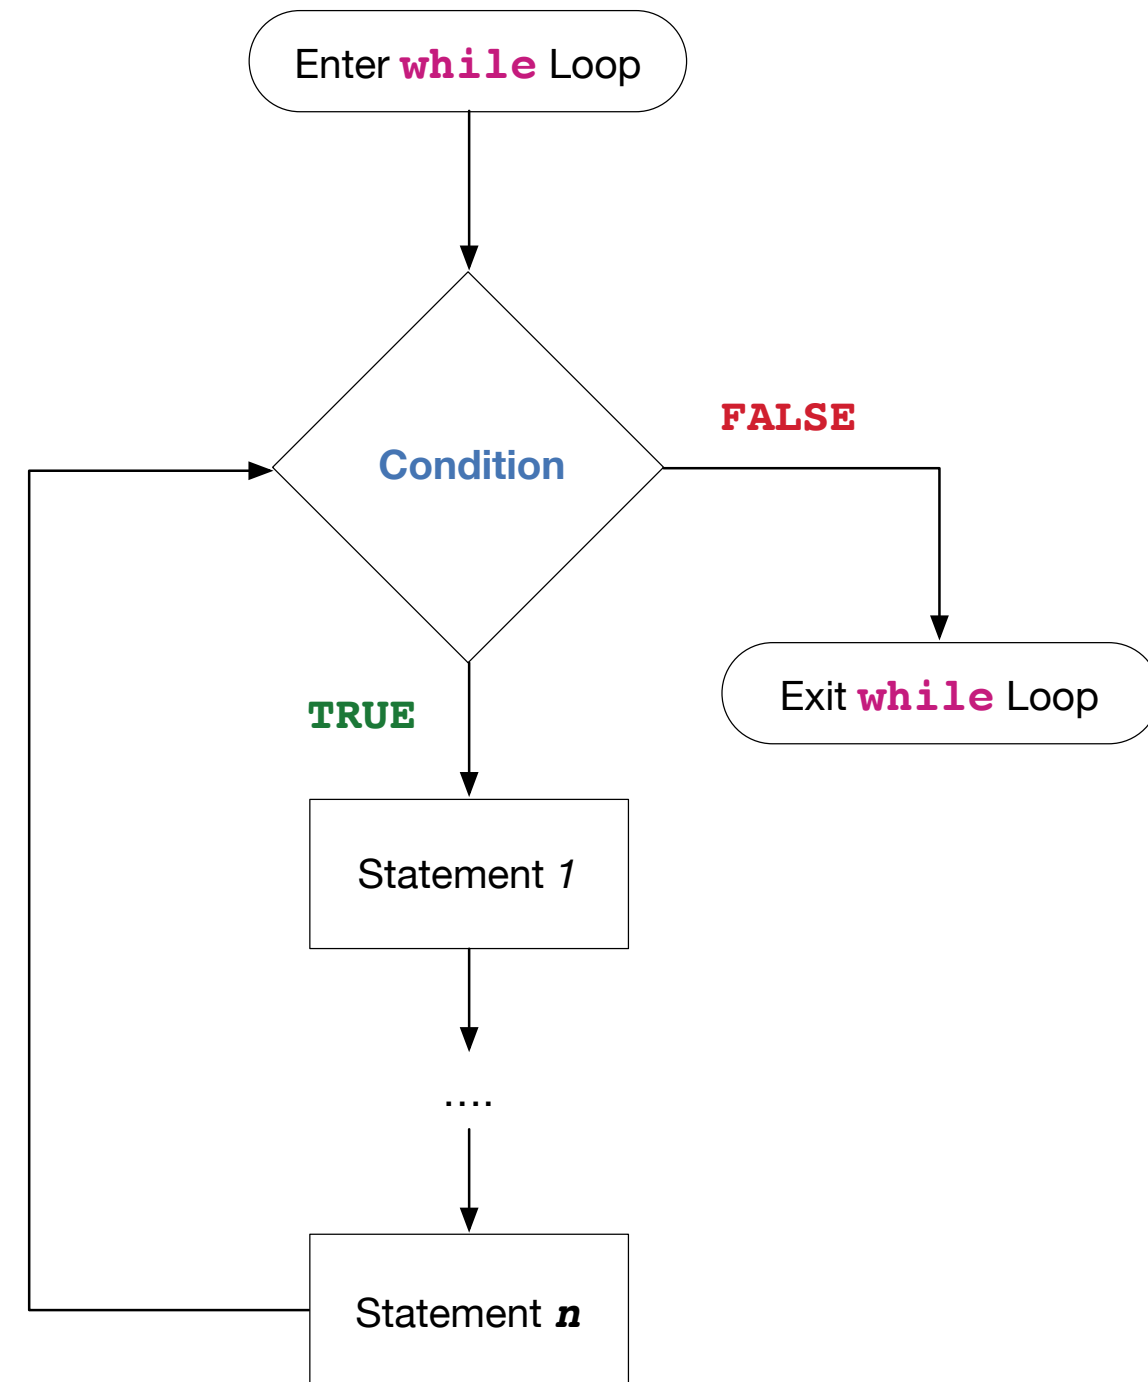 Enter while Loop
Condition
FALSE
TRUE
Exit while Loop
Statement 1
....
Statement n